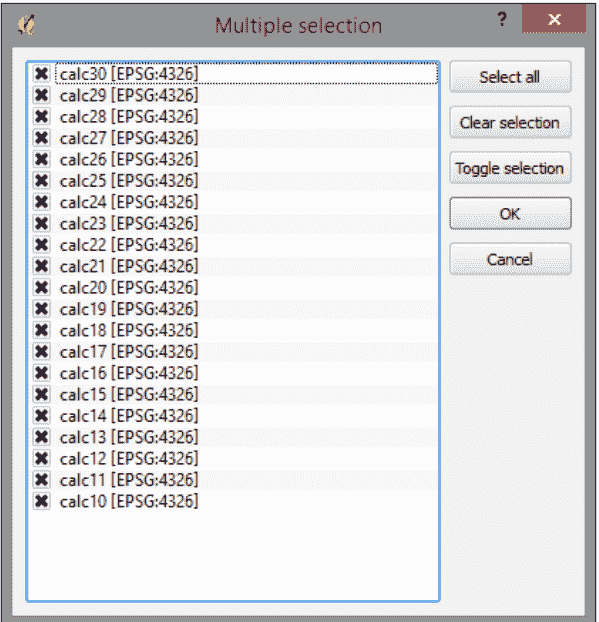 Multiple selection
?
calc30 [EPSG:4326]
calc29 [EPSG:4326]
calc28 [EPSG:4326]
calc27 [EPSG:4326]
calc26 [EPSG:4326]
calc25 [EPSG:4326]
calc24 [EPSG:4326]
calc23 [EPSG:4326]
calc22 [EPSG:4326]
calc21 [EPSG:4326]
calc20 [EPSG:4326]
calc19 [EPSG:4326]
calc18 [EPSG:4326]
calc17 [EPSG:4326]
calc16 [EPSG:4326]
calc15 [EPSG:4326]
calc14 [EPSG:4326]
calc13 [EPSG:4326]
calc12 [EPSG:4326]
calc11 [EPSG:4326]
calc10 [EPSG:4326]
Select all
Clear selection
Toggle selection
OK
Cancel